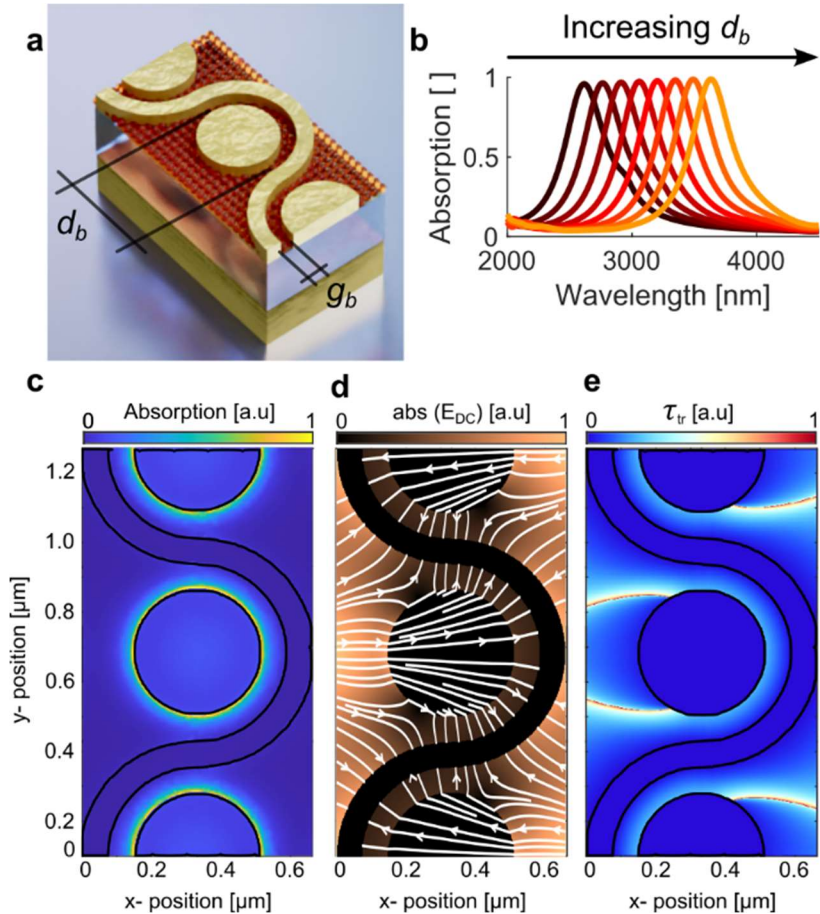 a
d_b
g_b
b
Increasing d_b
Absorption [ ]
1
0.5
0
2000 3000 4000
Wavelength [nm]
c
Absorption [a.u]
0 1
d
abs (E_DC) [a.u]
0 1
e
τ_tr [a.u]
0 1
y- position [µm]
1.2
1.0
0.8
0.6
0.4
0.2
0
0 0.2 0.4 0.6
x- position [µm]
0 0.2 0.4 0.6
x- position [µm]
0 0.2 0.4 0.6
x- position [µm]